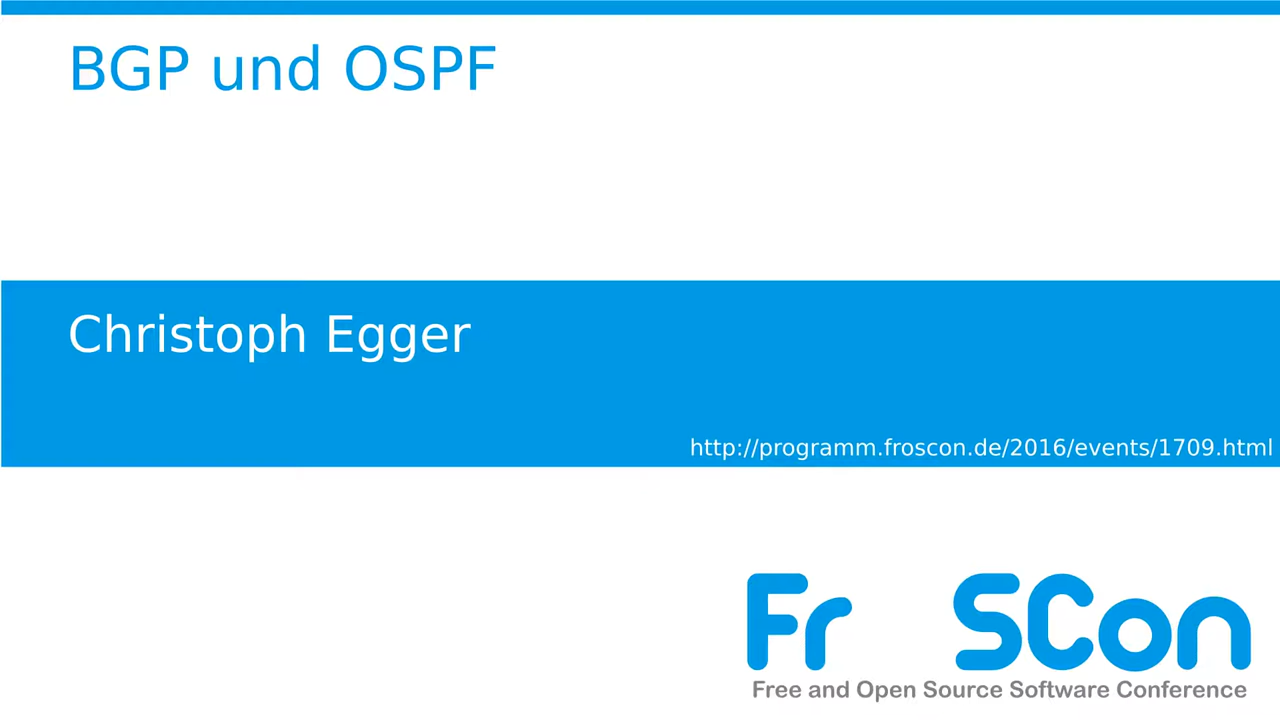 BGP und OSPF
Christoph Egger
http://programm.froscon.de/2016/events/1709.html
Fr SCon
Free and Open Source Software Conference